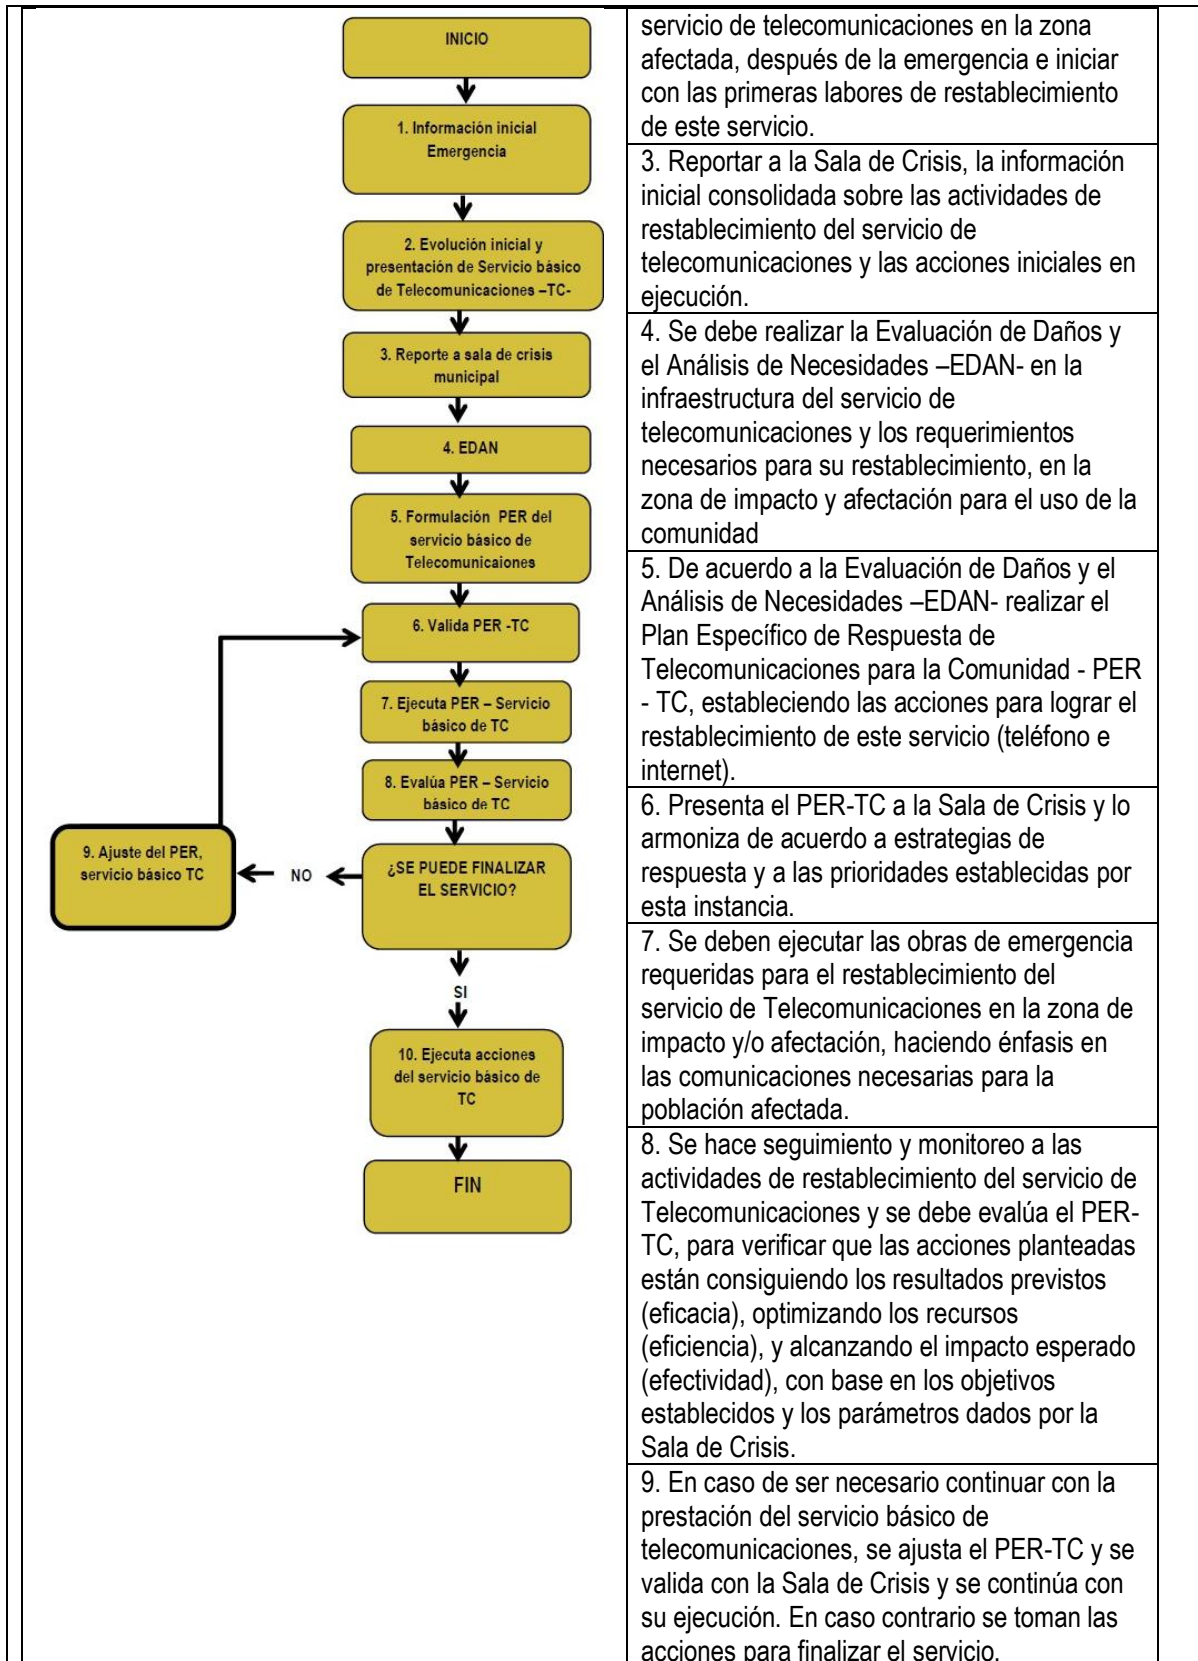 INICIO
1. Información inicial
Emergencia
2. Evolución inicial y
presentación de Servicio básico
de Telecomunicaciones –TC-
3. Reporte a sala de crisis
municipal
4. EDAN
5. Formulación PER del
servicio básico de
Telecomunicaiones
6. Valida PER -TC
7. Ejecuta PER – Servicio
básico de TC
8. Evalúa PER – Servicio
básico de TC
¿SE PUEDE FINALIZAR
EL SERVICIO?
NO
9. Ajuste del PER,
servicio básico TC
SI
10. Ejecuta acciones
del servicio básico de
TC
FIN
servicio de telecomunicaciones en la zona
afectada, después de la emergencia e iniciar
con las primeras labores de restablecimiento
de este servicio.
3. Reportar a la Sala de Crisis, la información
inicial consolidada sobre las actividades de
restablecimiento del servicio de
telecomunicaciones y las acciones iniciales en
ejecución.
4. Se debe realizar la Evaluación de Daños y
el Análisis de Necesidades –EDAN- en la
infraestructura del servicio de
telecomunicaciones y los requerimientos
necesarios para su restablecimiento, en la
zona de impacto y afectación para el uso de la
comunidad
5. De acuerdo a la Evaluación de Daños y el
Análisis de Necesidades –EDAN- realizar el
Plan Específico de Respuesta de
Telecomunicaciones para la Comunidad - PER
- TC, estableciendo las acciones para lograr el
restablecimiento de este servicio (teléfono e
internet).
6. Presenta el PER-TC a la Sala de Crisis y lo
armoniza de acuerdo a estrategias de
respuesta y a las prioridades establecidas por
esta instancia.
7. Se deben ejecutar las obras de emergencia
requeridas para el restablecimiento del
servicio de Telecomunicaciones en la zona de
impacto y/o afectación, haciendo énfasis en
las comunicaciones necesarias para la
población afectada.
8. Se hace seguimiento y monitoreo a las
actividades de restablecimiento del servicio de
Telecomunicaciones y se debe evalúa el PER-
TC, para verificar que las acciones planteadas
están consiguiendo los resultados previstos
(eficacia), optimizando los recursos
(eficiencia), y alcanzando el impacto esperado
(efectividad), con base en los objetivos
establecidos y los parámetros dados por la
Sala de Crisis.
9. En caso de ser necesario continuar con la
prestación del servicio básico de
telecomunicaciones, se ajusta el PER-TC y se
valida con la Sala de Crisis y se continúa con
su ejecución. En caso contrario se toman las
acciones para finalizar el servicio.